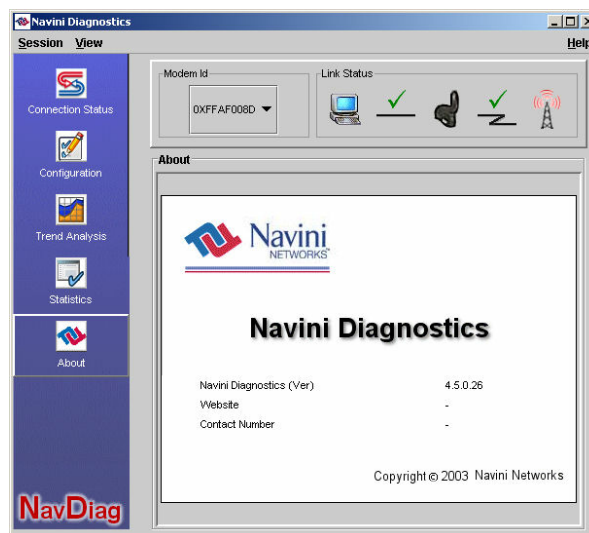 Navini Diagnostics
Session View Help
Connection Status
Configuration
Trend Analysis
Statistics
About
NavDiag
Modem Id
0XFFAF008D
Link Status
About
Navini
NETWORKS
Navini Diagnostics
Navini Diagnostics (Ver) 4.5.0.26
Website -
Contact Number -
Copyright © 2003 Navini Networks